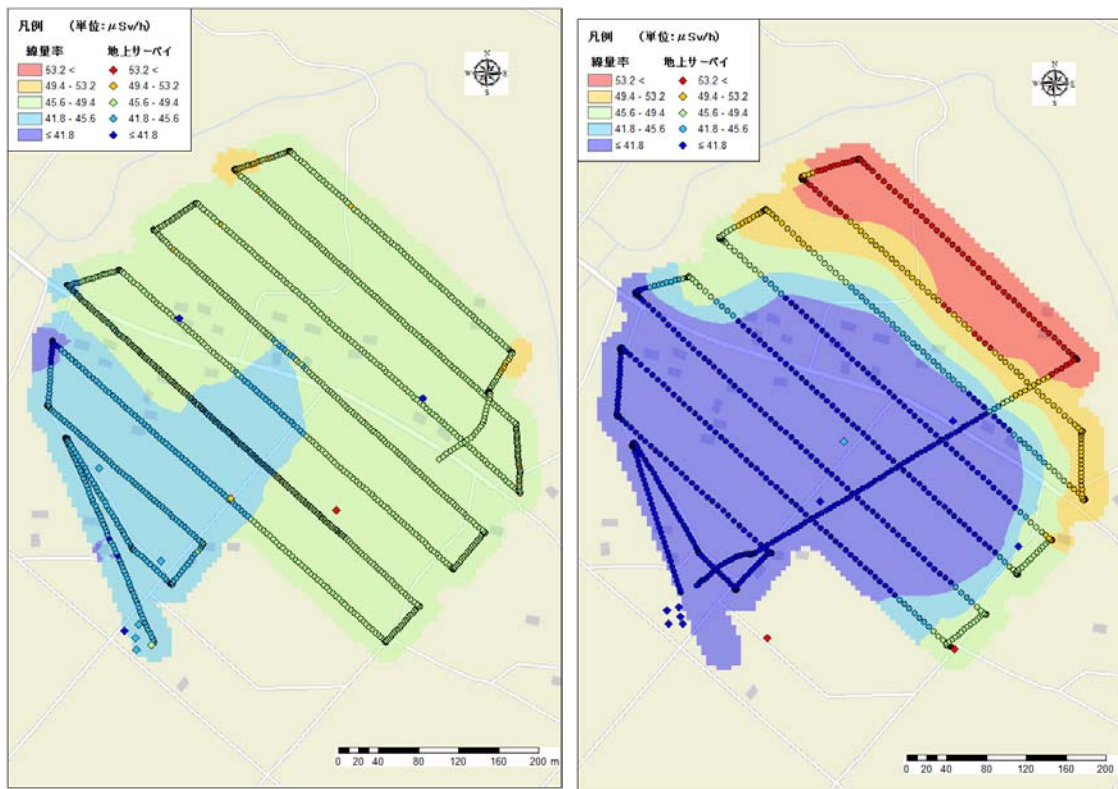 凡例 (単位:μSv/h)
線量率 地上サーベイ
53.2 < 53.2 <
49.4 - 53.2 49.4 - 53.2
45.6 - 49.4 45.6 - 49.4
41.8 - 45.6 41.8 - 45.6
≤ 41.8 ≤ 41.8
N
W E
S
0 20 40 80 120 160 200 m
凡例 (単位:μSv/h)
線量率 地上サーベイ
53.2 < 53.2 <
49.4 - 53.2 49.4 - 53.2
45.6 - 49.4 45.6 - 49.4
41.8 - 45.6 41.8 - 45.6
≤ 41.8 ≤ 41.8
N
W E
S
0 20 40 80 120 160 200